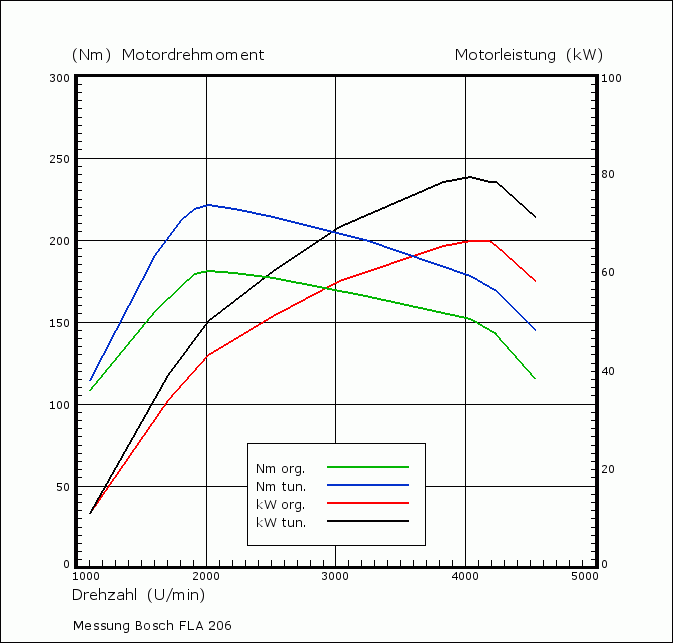 (Nm) Motordrehmoment Motorleistung (kW)
300 100
250
80
200
60
150
40
100
20
50
0 0
1000 2000 3000 4000 5000
Nm org.
Nm tun.
kW org.
kW tun.
Drehzahl (U/min)
Messung Bosch FLA 206